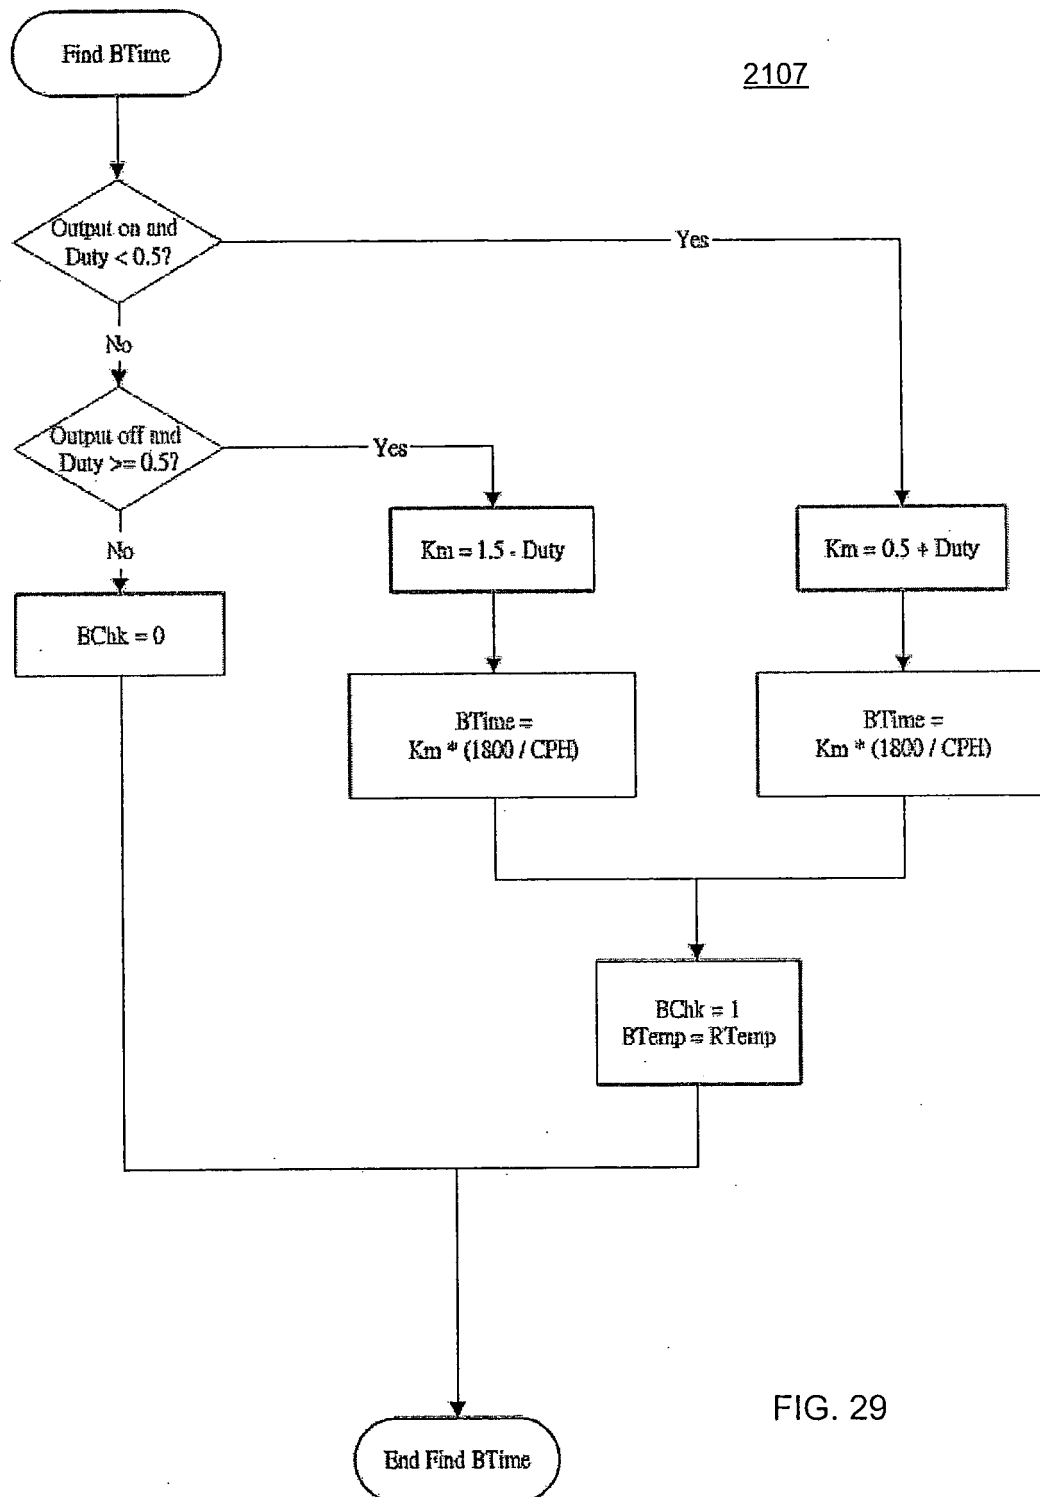 Find BTime
2107
Output on and
Duty < 0.5?
Yes
No
Output off and
Duty >= 0.5?
Yes
No
Km = 1.5 - Duty
Km = 0.5 + Duty
BChk = 0
BTime =
Km * (1800 / CPH)
BTime =
Km * (1800 / CPH)
BChk = 1
BTemp = RTemp
FIG. 29
End Find BTime